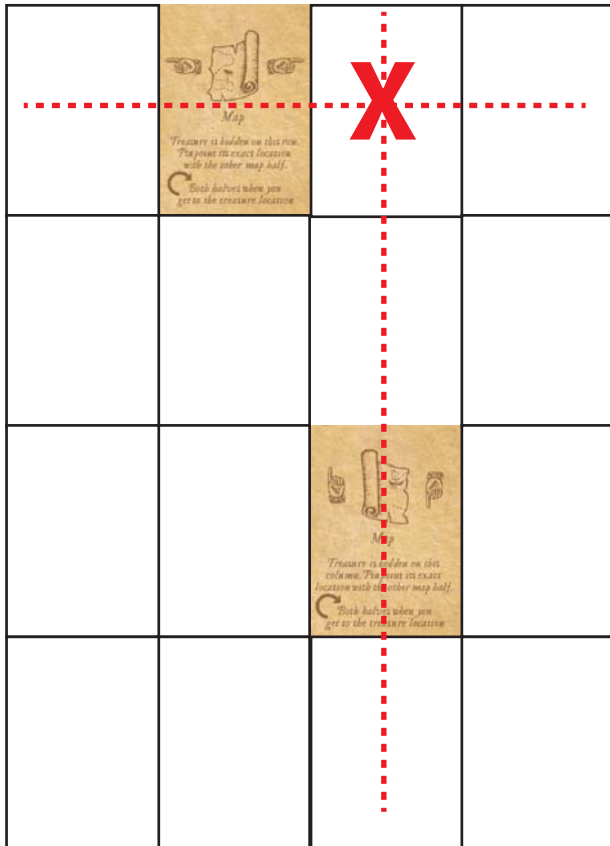 X
Map
Treasure is hidden on this row.
Pinpoint its exact location
with the other map half.
Both halves when you
get to the treasure location
Map
Treasure is hidden on this
column. Pinpoint its exact
location with the other map half.
Both halves when you
get to the treasure location